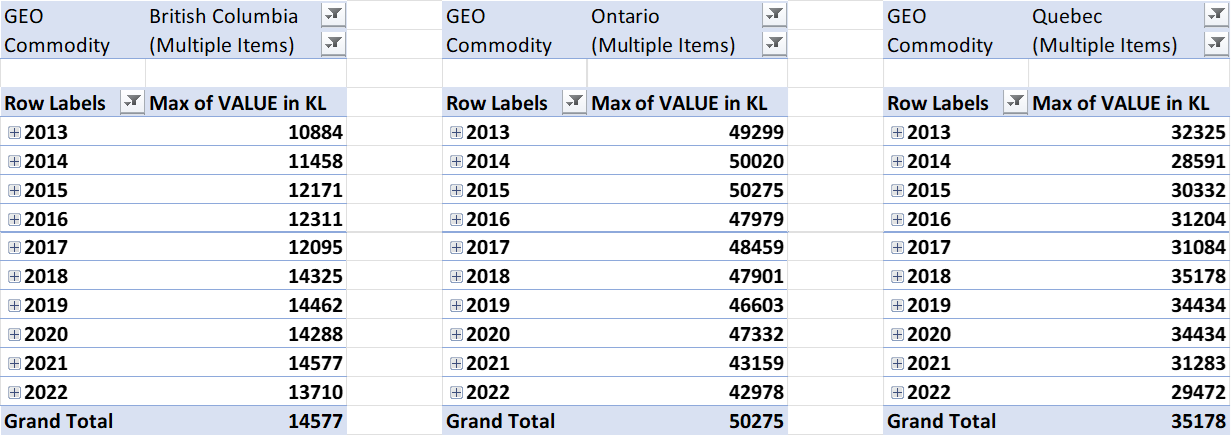 GEO British Columbia GEO Ontario GEO Quebec
Commodity (Multiple Items) Commodity (Multiple Items) Commodity (Multiple Items)
Row Labels Max of VALUE in KL Row Labels Max of VALUE in KL Row Labels Max of VALUE in KL
2013 10884 2013 49299 2013 32325
2014 11458 2014 50020 2014 28591
2015 12171 2015 50275 2015 30332
2016 12311 2016 47979 2016 31204
2017 12095 2017 48459 2017 31084
2018 14325 2018 47901 2018 35178
2019 14462 2019 46603 2019 34434
2020 14288 2020 47332 2020 34434
2021 14577 2021 43159 2021 31283
2022 13710 2022 42978 2022 29472
Grand Total 14577 Grand Total 50275 Grand Total 35178